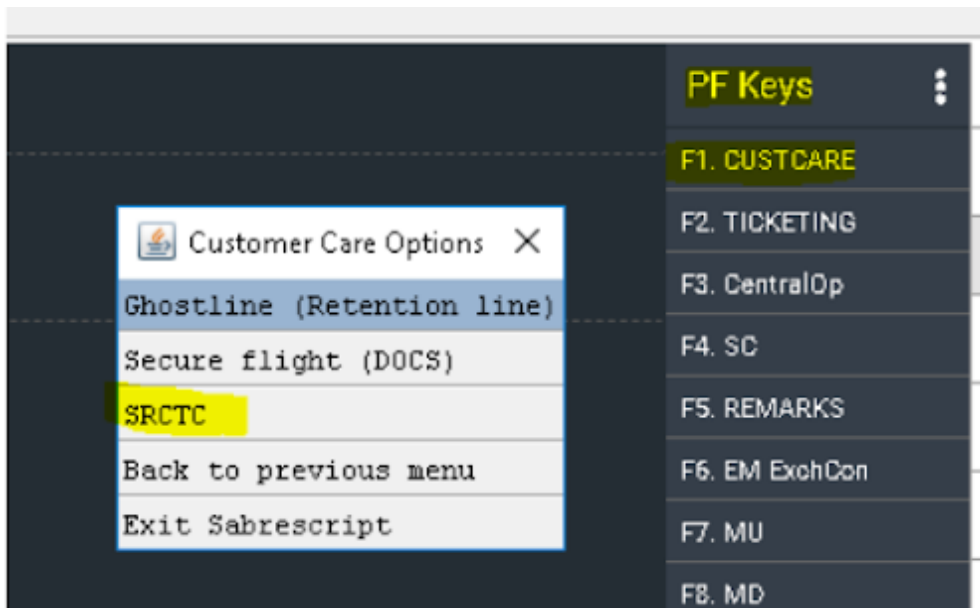 PF Keys
F1. CUSTCARE
F2. TICKETING
F3. CentralOp
F4. SC
F5. REMARKS
F6. EM ExchCon
F7. MU
F8. MD
Customer Care Options
Ghostline (Retention line)
Secure flight (DOCS)
SRCTC
Back to previous menu
Exit Sabrescript